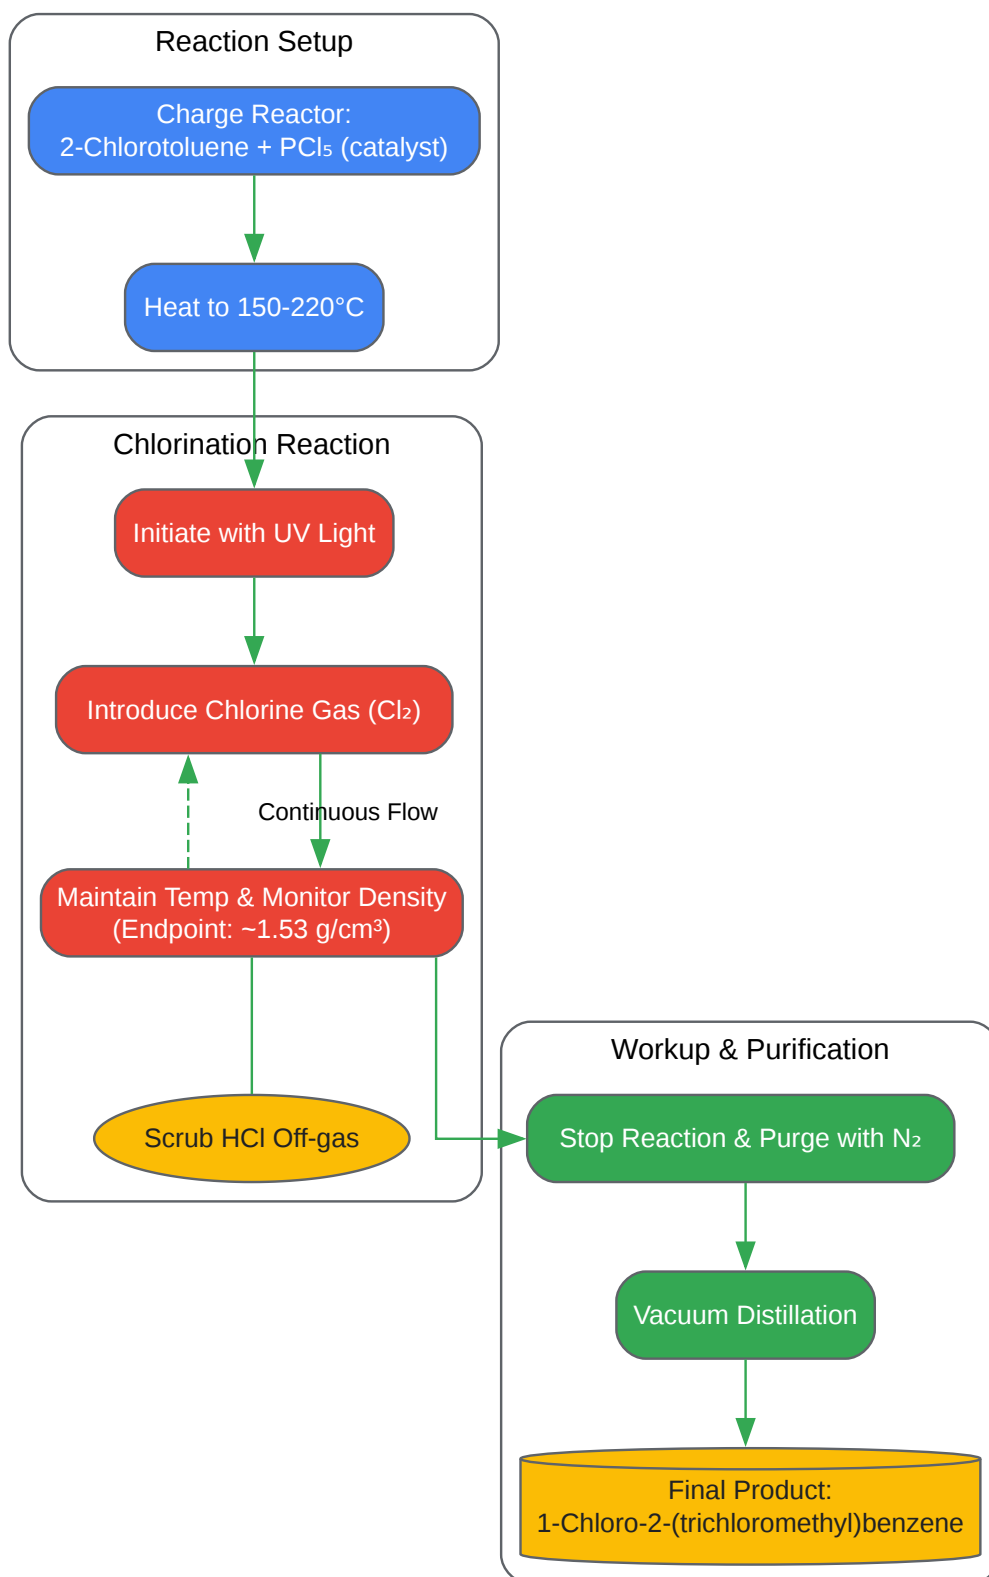 Reaction Setup
Charge Reactor:
2-Chlorotoluene + PCl₅ (catalyst)
Heat to 150-220°C
Chlorination Reaction
Initiate with UV Light
Introduce Chlorine Gas (Cl₂)
Continuous Flow
Maintain Temp & Monitor Density
(Endpoint: ~1.53 g/cm³)
Scrub HCl Off-gas
Workup & Purification
Stop Reaction & Purge with N₂
Vacuum Distillation
Final Product:
1-Chloro-2-(trichloromethyl)benzene